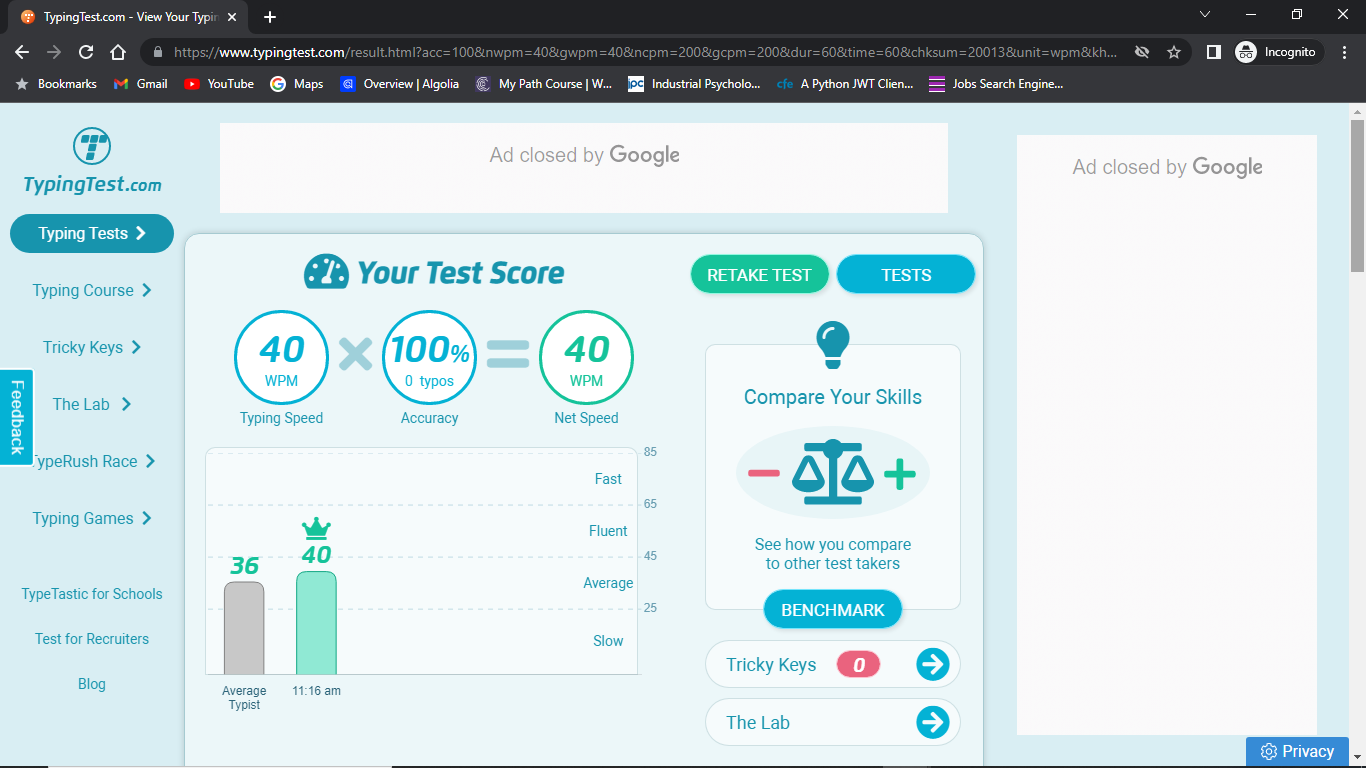 TypingTest.com - View Your Typin
https://www.typingtest.com/result.html?acc=100&nwpm=40&gwpm=40&ncpm=200&gcpm=200&dur=60&time=60&chksum=20013&unit=wpm&kh...
Incognito
Bookmarks
Gmail
YouTube
Maps
Overview | Algolia
My Path Course | W...
ipc Industrial Psycholo...
cfe A Python JWT Clien...
Jobs Search Engine...
TypingTest.com
Typing Tests
Typing Course
Tricky Keys
The Lab
TypeRush Race
Typing Games
TypeTastic for Schools
Test for Recruiters
Blog
Feedback
Ad closed by Google
Ad closed by Google
Your Test Score
RETAKE TEST
TESTS
40
WPM
Typing Speed
100%
0 typos
Accuracy
40
WPM
Net Speed
85
Fast
65
Fluent
45
Average
25
Slow
36
40
Average
Typist
11:16 am
Compare Your Skills
See how you compare
to other test takers
BENCHMARK
Tricky Keys 0
The Lab
Privacy